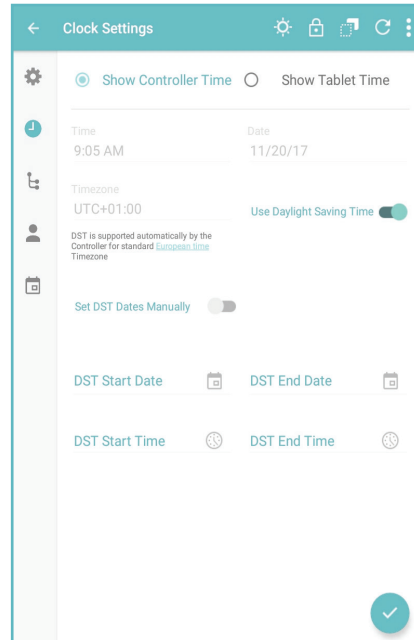 Clock Settings
Show Controller Time Show Tablet Time
Time Date
9:05 AM 11/20/17
Timezone
UTC+01:00 Use Daylight Saving Time
DST is supported automatically by the
Controller for standard European time
Timezone
Set DST Dates Manually
DST Start Date DST End Date
DST Start Time DST End Time